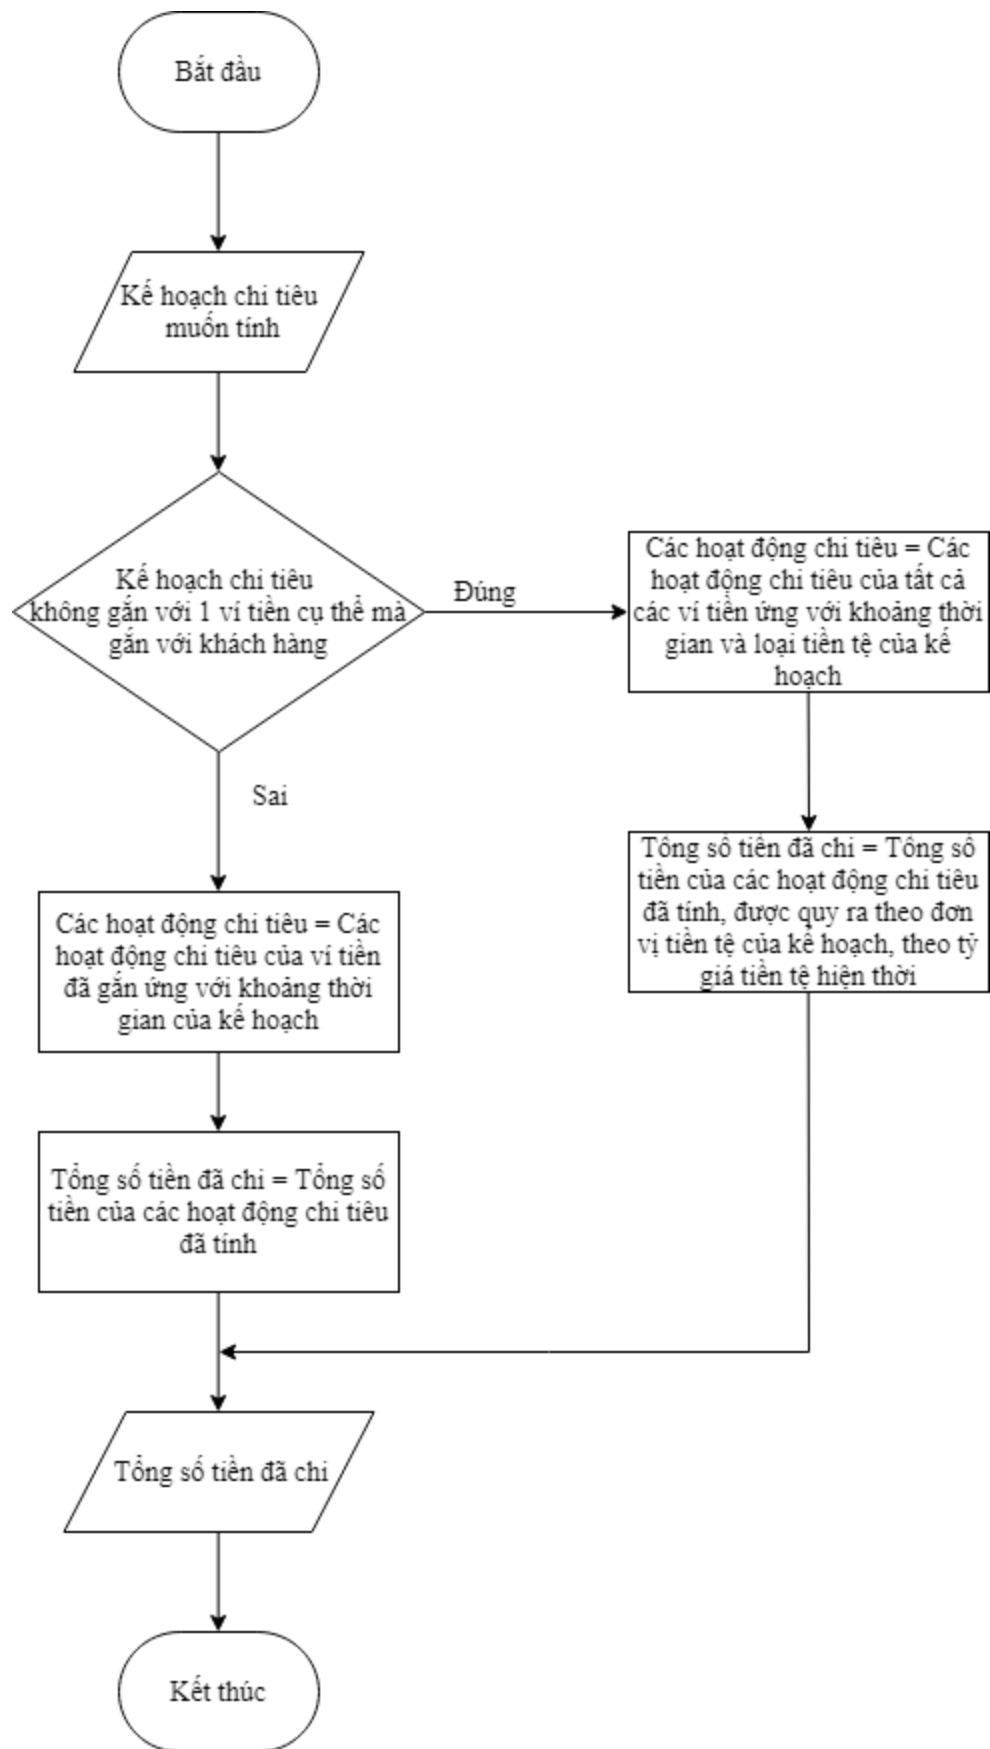 Bắt đầu
Kế hoạch chi tiêu
muốn tính
Kế hoạch chi tiêu
không gắn với 1 ví tiền cụ thể mà
gắn với khách hàng
Đúng
Các hoạt động chi tiêu = Các
hoạt động chi tiêu của tất cả
các ví tiền ứng với khoảng thời
gian và loại tiền tệ của kế
hoạch
Tổng số tiền đã chi = Tổng số
tiền của các hoạt động chi tiêu
đã tính, được quy ra theo đơn
vị tiền tệ của kế hoạch, theo tỷ
giá tiền tệ hiện thời
Sai
Các hoạt động chi tiêu = Các
hoạt động chi tiêu của ví tiền
đã gắn ứng với khoảng thời
gian của kế hoạch
Tổng số tiền đã chi = Tổng số
tiền của các hoạt động chi tiêu
đã tính
Tổng số tiền đã chi
Kết thúc